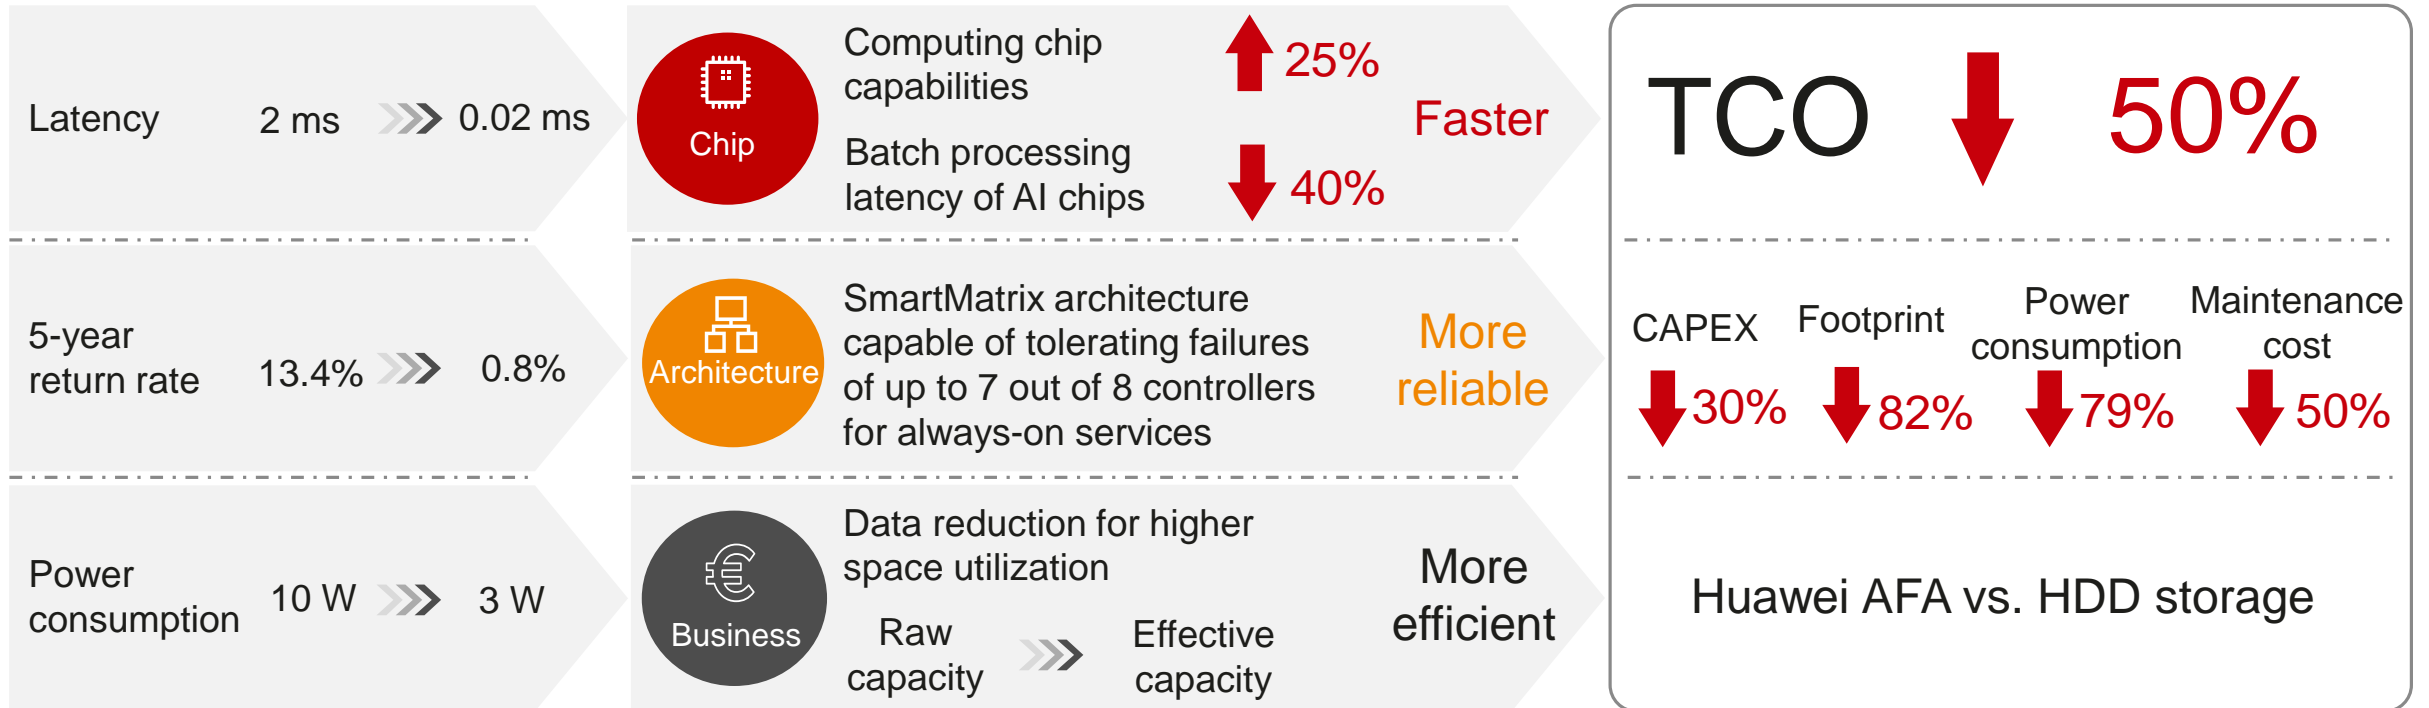 Latency
2 ms
0.02 ms
Chip
Computing chip
capabilities
25%
Batch processing
latency of AI chips
40%
Faster
5-year
return rate
13.4%
0.8%
Architecture
SmartMatrix architecture
capable of tolerating failures
of up to 7 out of 8 controllers
for always-on services
More
reliable
Power
consumption
10 W
3 W
€
Business
Data reduction for higher
space utilization
Raw
capacity
Effective
capacity
More
efficient
TCO
50%
CAPEX
30%
Footprint
82%
Power
consumption
79%
Maintenance
cost
50%
Huawei AFA vs. HDD storage